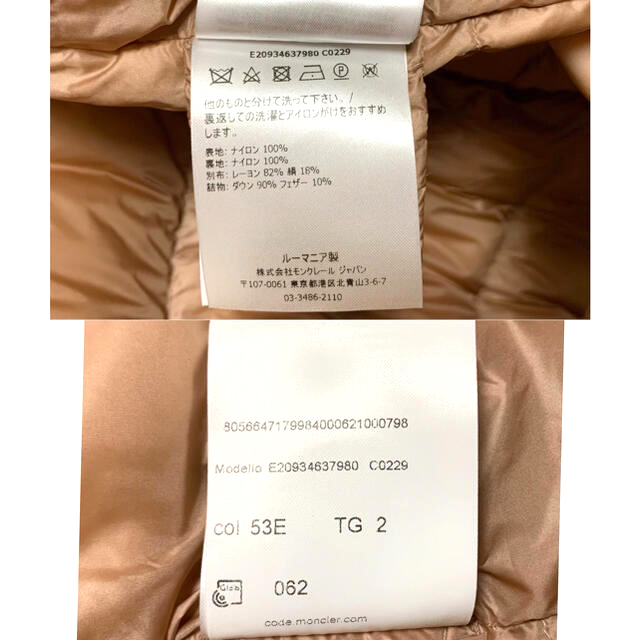 E20934637980 C0229
他のものと分けて洗って下さい。/
裏返しての洗濯とアイロンがけをおすすめ
します。
表地: ナイロン 100%
裏地: ナイロン 100%
別布: レーヨン 82% 絹 18%
詰物: ダウン 90% フェザー 10%
ルーマニア製
株式会社モンクレール ジャパン
〒107-0061 東京都港区北青山3-6-7
03-3486-2110
8056647179984000621000798
Modello E20934637980 C0229
col 53E TG 2
062
code.moncler.com